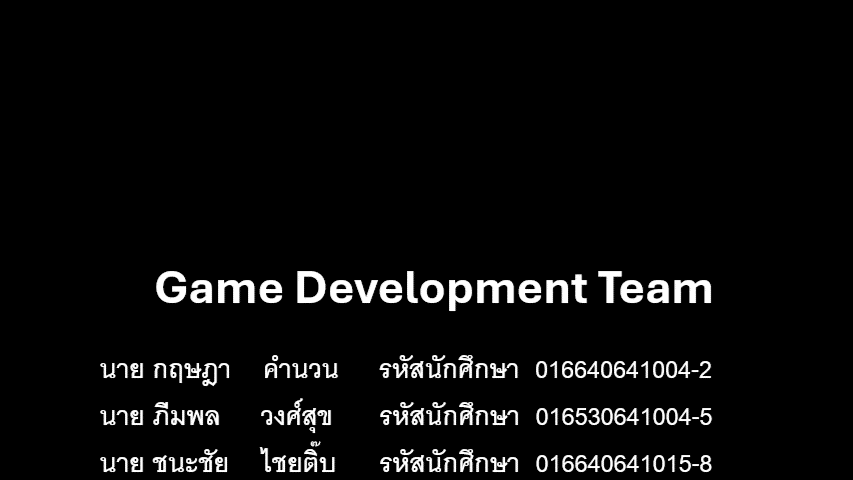 Game Development Team
นาย กฤษฎา คำนวน รหัสนักศึกษา 016640641004-2
นาย ภีมพล วงศ์สุข รหัสนักศึกษา 016530641004-5
นาย ชนะชัย ไชยติ๊บ รหัสนักศึกษา 016640641015-8